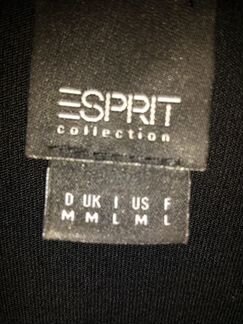 ESPRIT
collection
D UK I US F
M M L M L